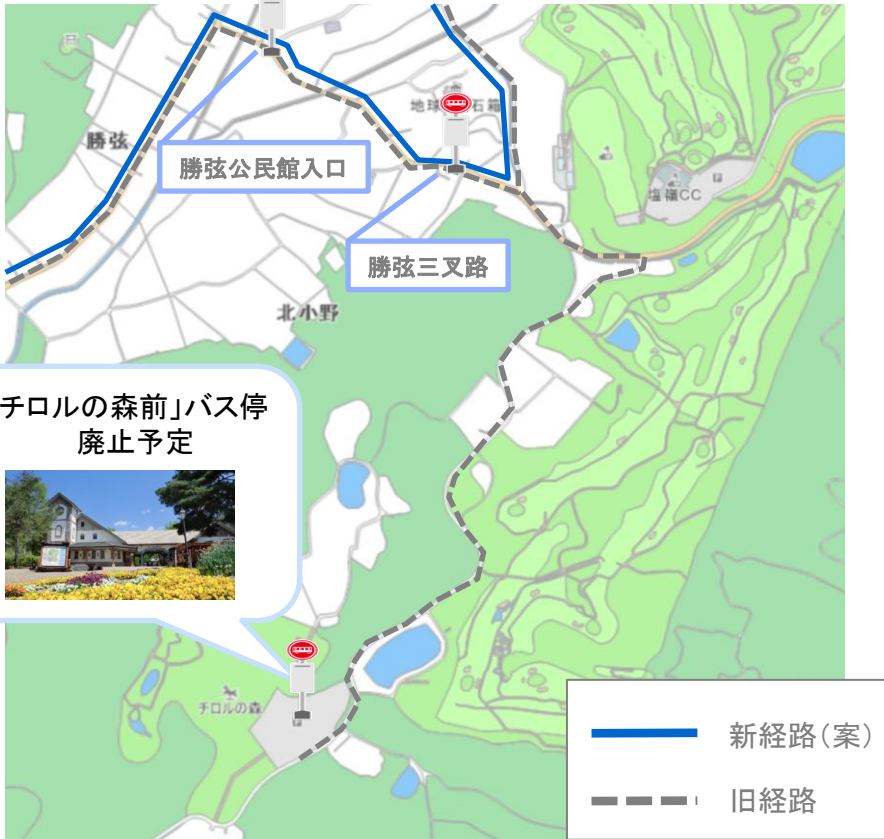 地球
石箱
勝弦
勝弦公民館入口
塩嶺CC
勝弦三叉路
北小野
チロルの森前」バス停
廃止予定
チロルの森
新経路（案）
旧経路